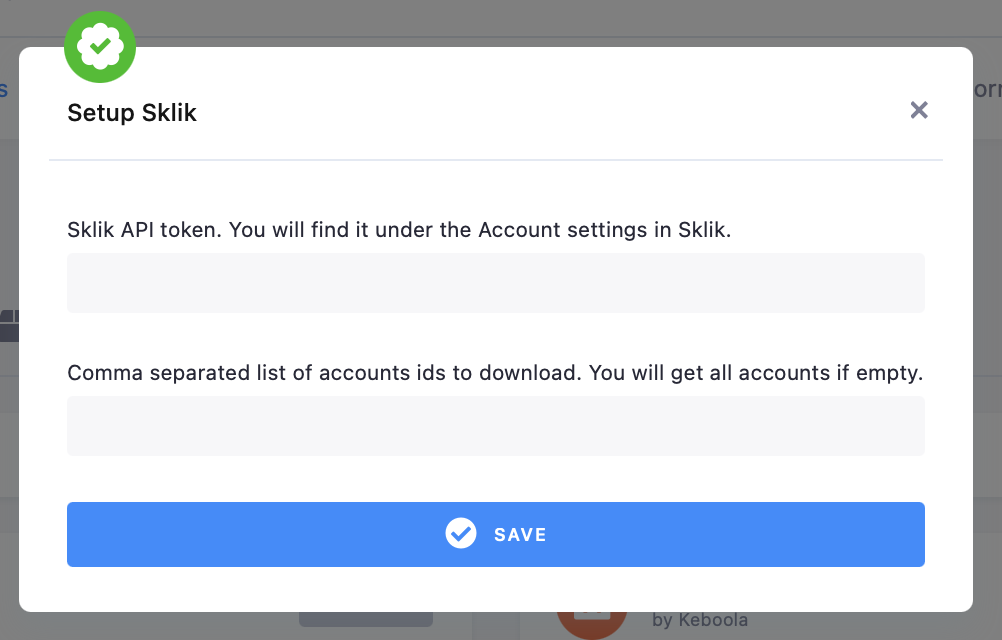 Setup Sklik
Sklik API token. You will find it under the Account settings in Sklik.
Comma separated list of accounts ids to download. You will get all accounts if empty.
SAVE
by Keboola